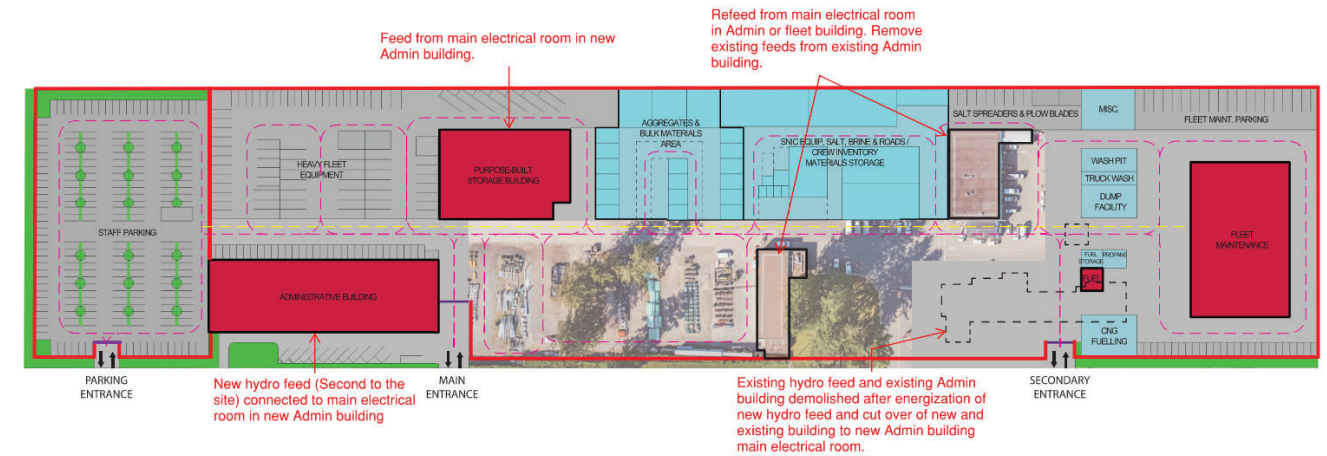 Refeed from main electrical room
in Admin or fleet building. Remove
existing feeds from existing Admin
building.
Feed from main electrical room in new
Admin building.
SALT SPREADERS & PLOW BLADES
MISC.
FLEET MAINT. PARKING
AGGREGATES &
BULK MATERIALS
AREA
SNIC EQUIP, SALT, BRINE & ROADS /
CREW INVENTORY
MATERIALS STORAGE
HEAVY FLEET
EQUIPMENT
PURPOSE-BUILT
STORAGE BUILDING
WASH PIT
TRUCK WASH
DUMP
FACILITY
STAFF PARKING
FLEET
MAINTENANCE
FUEL
STORAGE
PROPANE
FUEL
ADMINISTRATIVE BUILDING
CNG
FUELLING
PARKING
ENTRANCE
New hydro feed (Second to the
site) connected to main electrical
room in new Admin building
MAIN
ENTRANCE
Existing hydro feed and existing Admin
building demolished after energization of
new hydro feed and cut over of new and
existing building to new Admin building
main electrical room.
SECONDARY
ENTRANCE